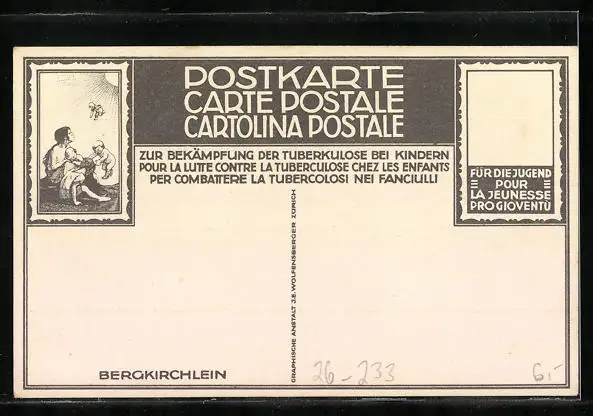 POSTKARTE
CARTE POSTALE
CARTOLINA POSTALE
ZUR BEKÄMPFUNG DER TUBERKULOSE BEI KINDERN
POUR LA LUTTE CONTRE LA TUBERCULOSE CHEZ LES ENFANTS
PER COMBATTERE LA TUBERCOLOSI NEI FANCIULLI
FÜR DIE JUGEND
POUR
LA JEUNESSE
PRO GIOVENTÙ
GRAPHISCHE ANSTALT J.E. WOLFENSBERGER ZÜRICH
BERGKIRCHLEIN
26-233
6.-